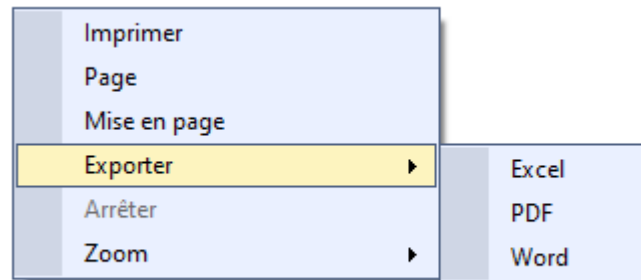 Imprimer
Page
Mise en page
Exporter
Arrêter
Zoom
Excel
PDF
Word